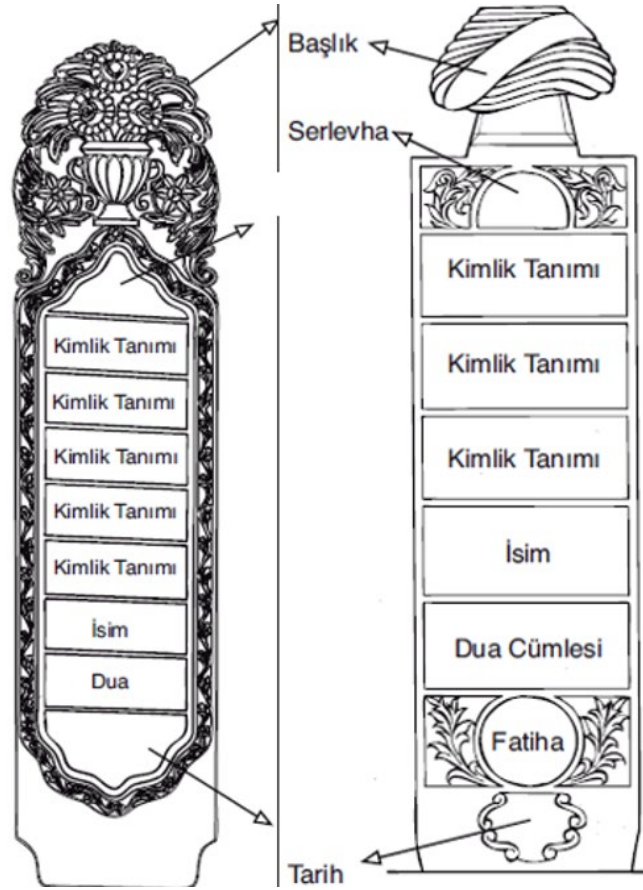 Başlık
Serlevha
Kimlik Tanımı
Kimlik Tanımı
Kimlik Tanımı
Kimlik Tanımı
Kimlik Tanımı
İsim
Dua
Kimlik Tanımı
Kimlik Tanımı
Kimlik Tanımı
İsim
Dua Cümlesi
Fatiha
Tarih